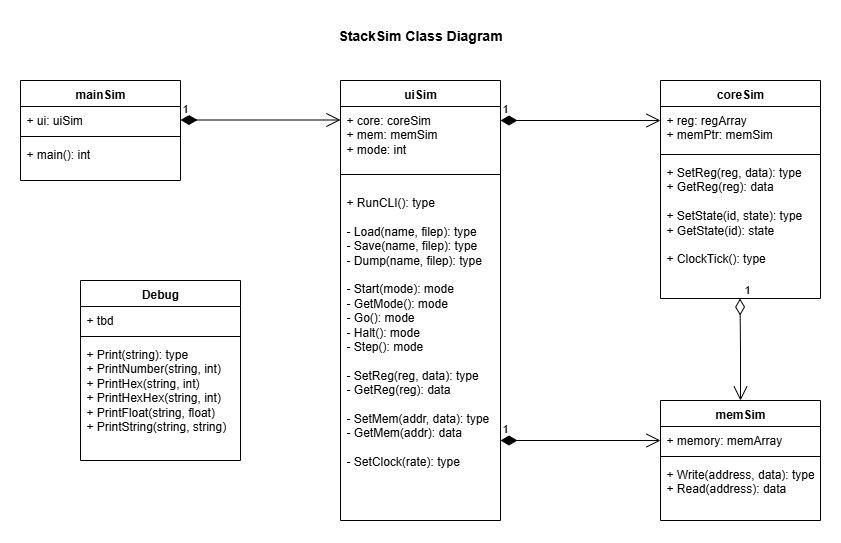 StackSim Class Diagram
mainSim
+ ui: uiSim
+ main(): int
1
uiSim
+ core: coreSim
+ mem: memSim
+ mode: int
+ RunCLI(): type
- Load(name, filep): type
- Save(name, filep): type
- Dump(name, filep): type
- Start(mode): mode
- GetMode(): mode
- Go(): mode
- Halt(): mode
- Step(): mode
- SetReg(reg, data): type
- GetReg(reg): data
- SetMem(addr, data): type
- GetMem(addr): data
- SetClock(rate): type
1
1
coreSim
+ reg: regArray
+ memPtr: memSim
+ SetReg(reg, data): type
+ GetReg(reg): data
+ SetState(id, state): type
+ GetState(id): state
+ ClockTick(): type
1
Debug
+ tbd
+ Print(string): type
+ PrintNumber(string, int)
+ PrintHex(string, int)
+ PrintHexHex(string, int)
+ PrintFloat(string, float)
+ PrintString(string, string)
memSim
+ memory: memArray
+ Write(address, data): type
+ Read(address): data